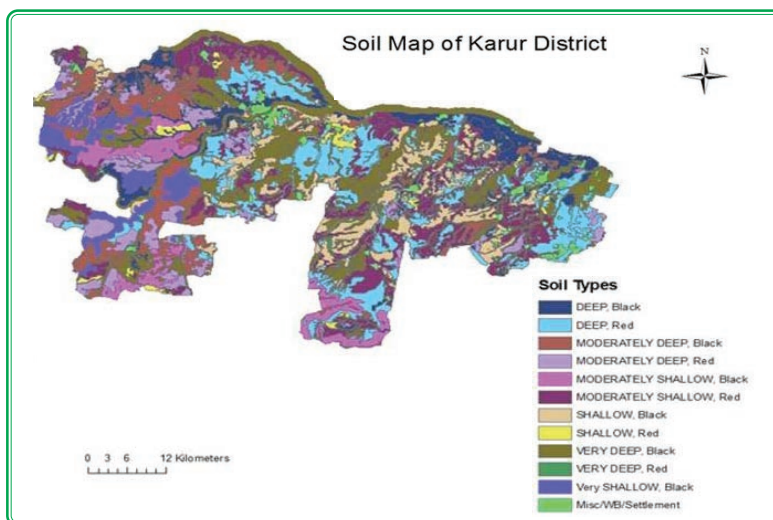 Soil Map of Karur District
N
Soil Types
DEEP, Black
DEEP, Red
MODERATELY DEEP, Black
MODERATELY DEEP, Red
MODERATELY SHALLOW, Black
MODERATELY SHALLOW, Red
SHALLOW, Black
SHALLOW, Red
VERY DEEP, Black
VERY DEEP, Red
Very SHALLOW, Black
Misc/WB/Settlement
0 3 6 12 Kilometers